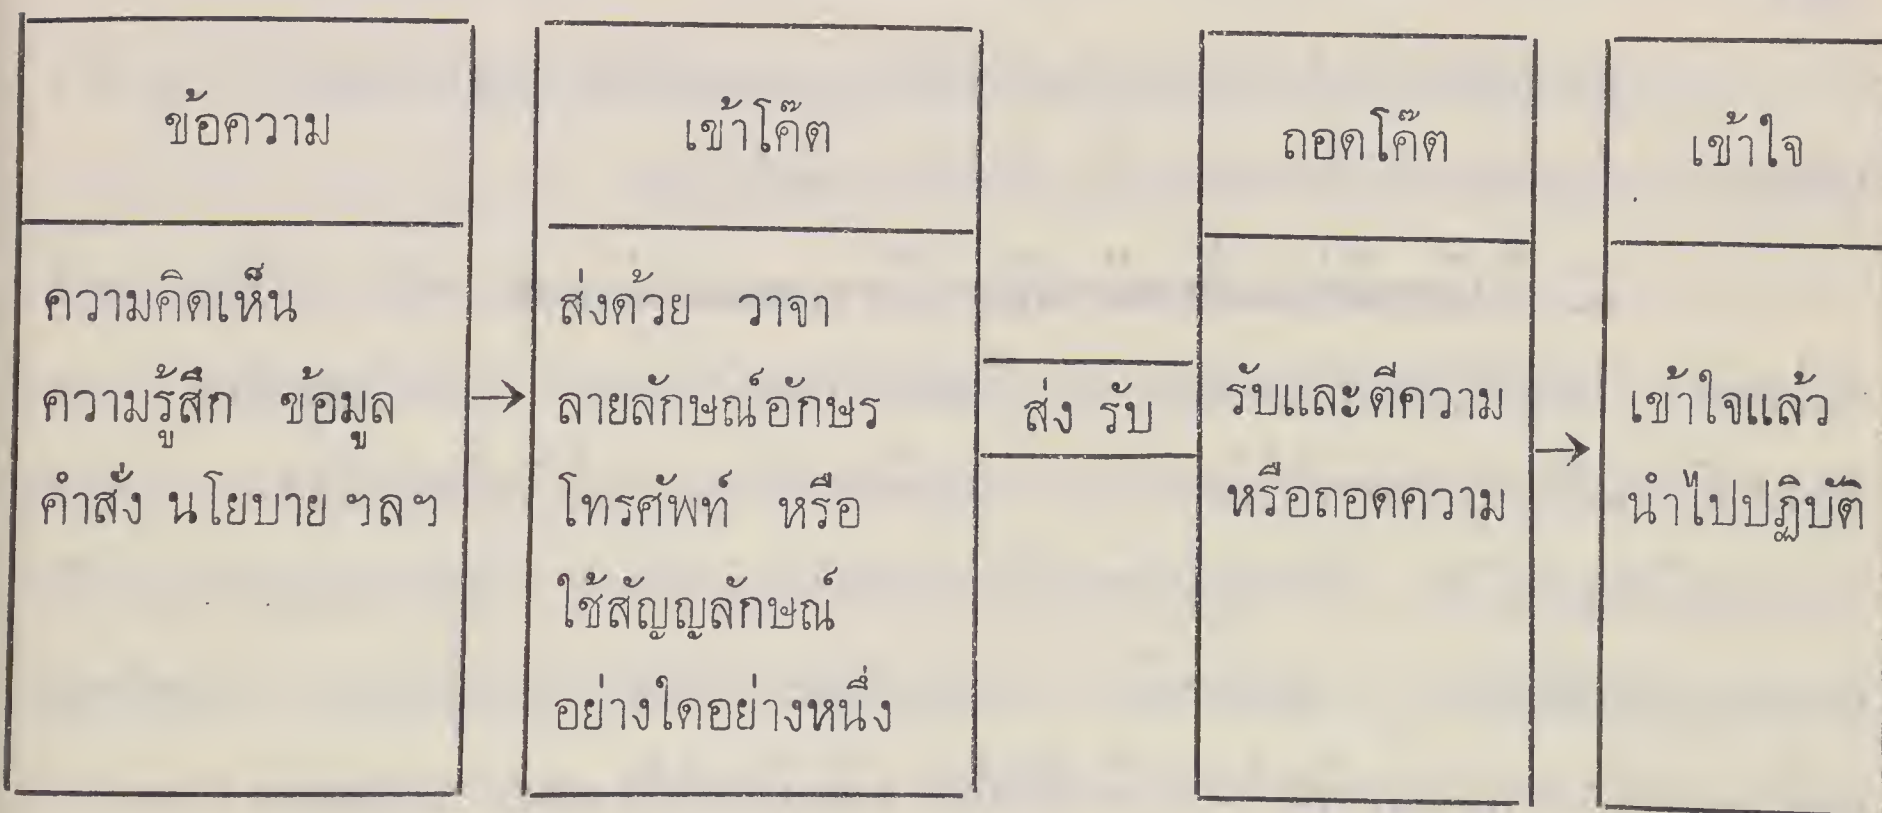 ข้อความ
ความคิดเห็น
ความรู้สึก ข้อมูล
คำสั่ง นโยบาย ฯลฯ
เข้าโค๊ต
ส่งด้วย วาจา
ลายลักษณ์อักษร
โทรศัพท์ หรือ
ใช้สัญญลักษณ์
อย่างใดอย่างหนึ่ง
ส่ง รับ
ถอดโค๊ต
รับและตีความ
หรือถอดความ
เข้าใจ
เข้าใจแล้ว
นำไปปฏิบัติ